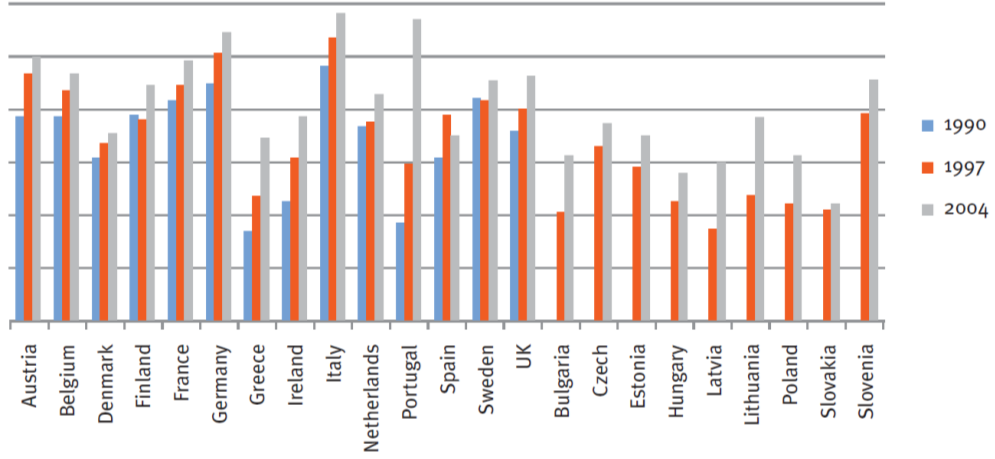 1990
1997
2004
Austria
Belgium
Denmark
Finland
France
Germany
Greece
Ireland
Italy
Netherlands
Portugal
Spain
Sweden
UK
Bulgaria
Czech
Estonia
Hungary
Latvia
Lithuania
Poland
Slovakia
Slovenia